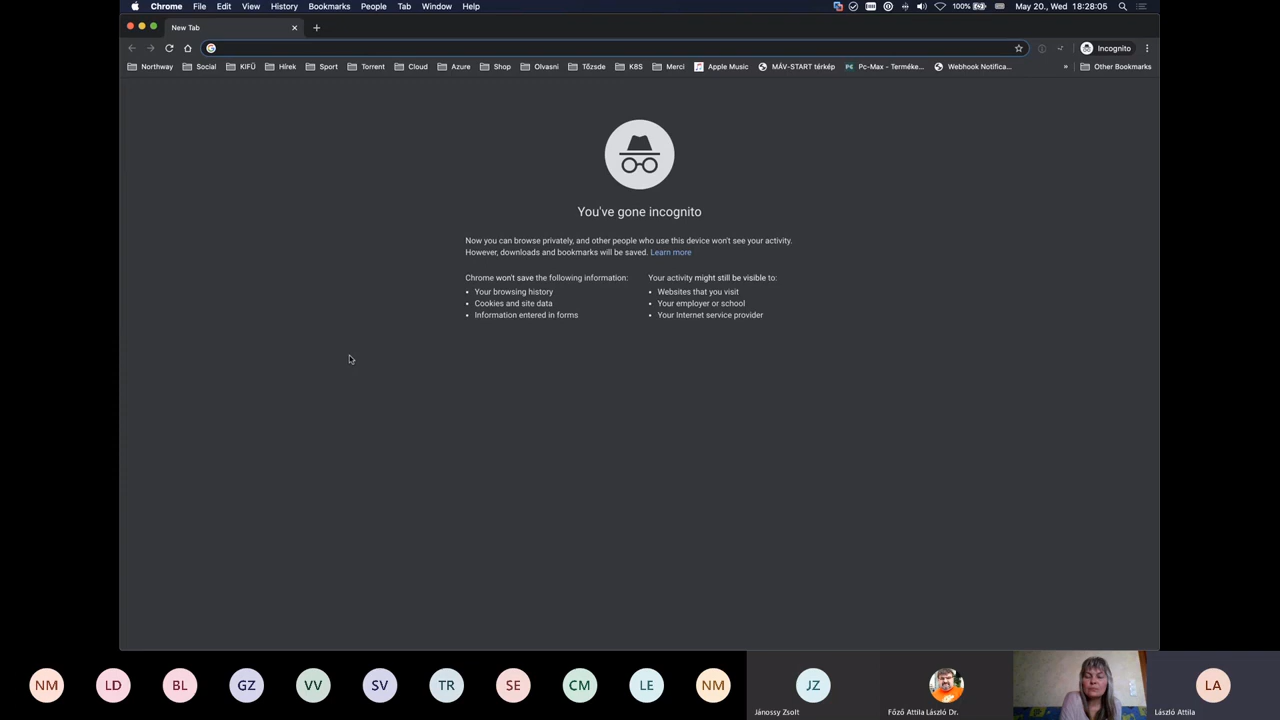 Chrome File Edit View History Bookmarks People Tab Window Help 100% May 20., Wed 18:28:05
New Tab
Incognito
Northway Social KIFÜ Hírek Sport Torrent Cloud Azure Shop Olvasni Tőzsde K8S Merci Apple Music MÁV-START térkép Pc-Max - Terméke... Webhook Notifica... » Other Bookmarks
You've gone incognito
Now you can browse privately, and other people who use this device won't see your activity.
However, downloads and bookmarks will be saved. Learn more
Chrome won't save the following information:
• Your browsing history
• Cookies and site data
• Information entered in forms
Your activity might still be visible to:
• Websites that you visit
• Your employer or school
• Your Internet service provider
NM LD BL GZ VV SV TR SE CM LE NM JZ LA
Jánossy Zsolt Főző Attila László Dr. László Attila